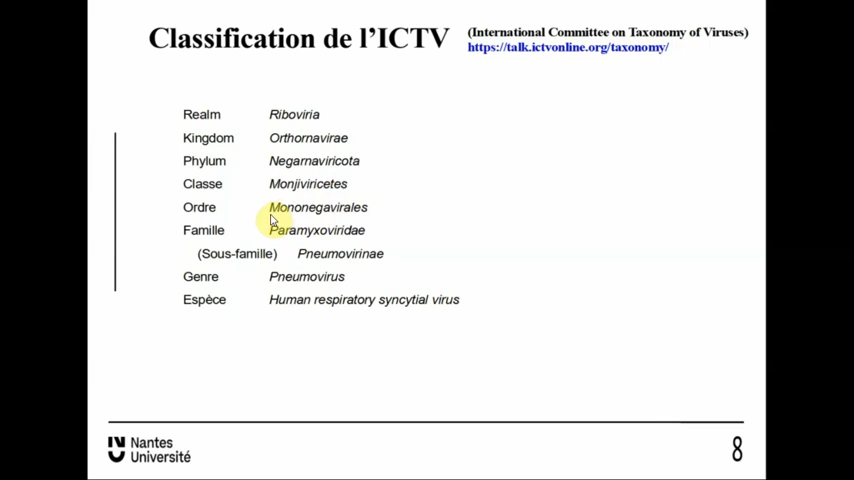 Classification de l'ICTV
(International Committee on Taxonomy of Viruses)
https://talk.ictvonline.org/taxonomy/
Realm Riboviria
Kingdom Orthornavirae
Phylum Negarnaviricota
Classe Monjiviricetes
Ordre Mononegavirales
Famille Paramyxoviridae
(Sous-famille) Pneumovirinae
Genre Pneumovirus
Espèce Human respiratory syncytial virus
Nantes
Université
8